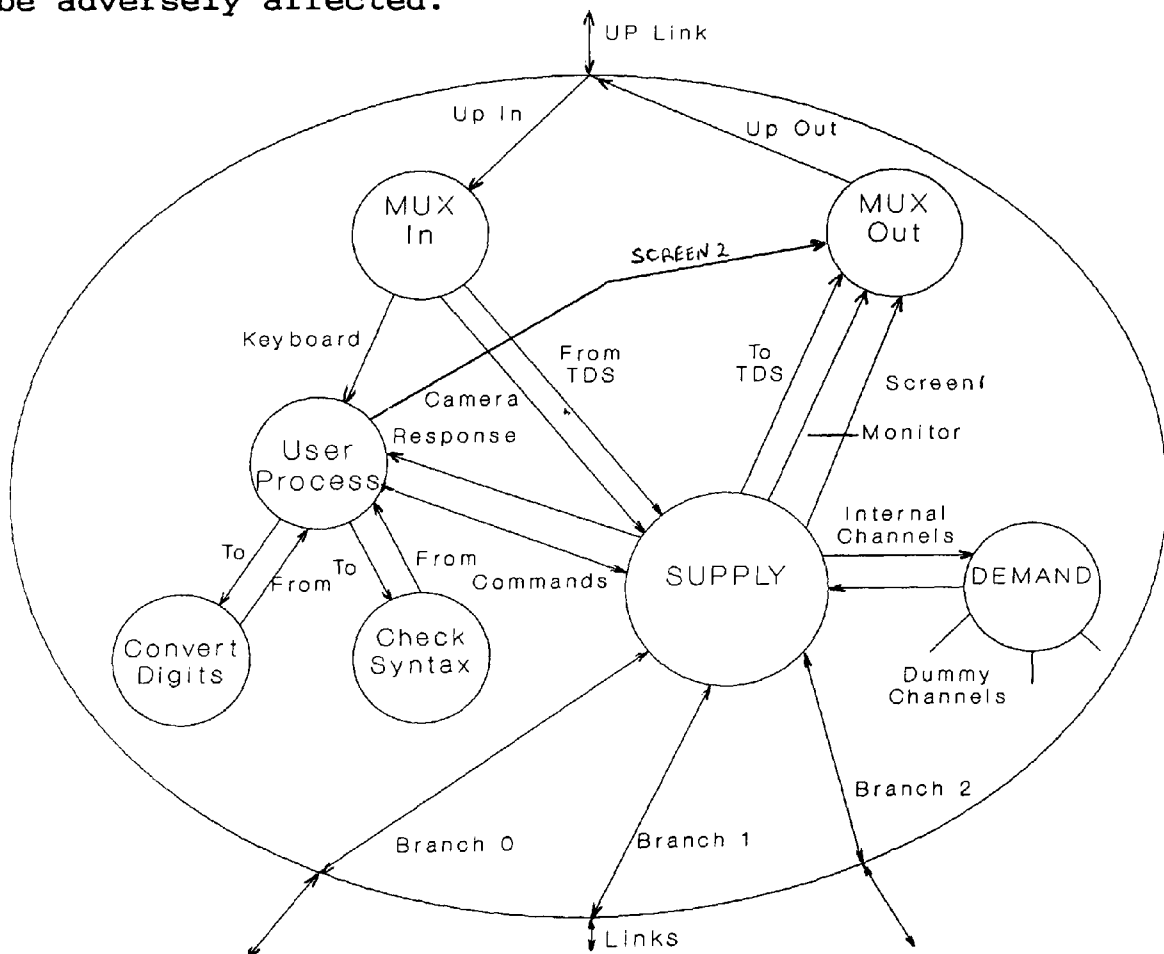 be adversely affected.
UP Link
Up In
Up Out
MUX
In
MUX
Out
SCREEN 2
Keyboard
From
TDS
To
TDS
Screen1
Camera
Monitor
Response
User
Process
Internal
Channels
SUPPLY
DEMAND
To
From
To
From
Commands
Convert
Digits
Check
Syntax
Dummy
Channels
Branch 0
Branch 1
Branch 2
Links